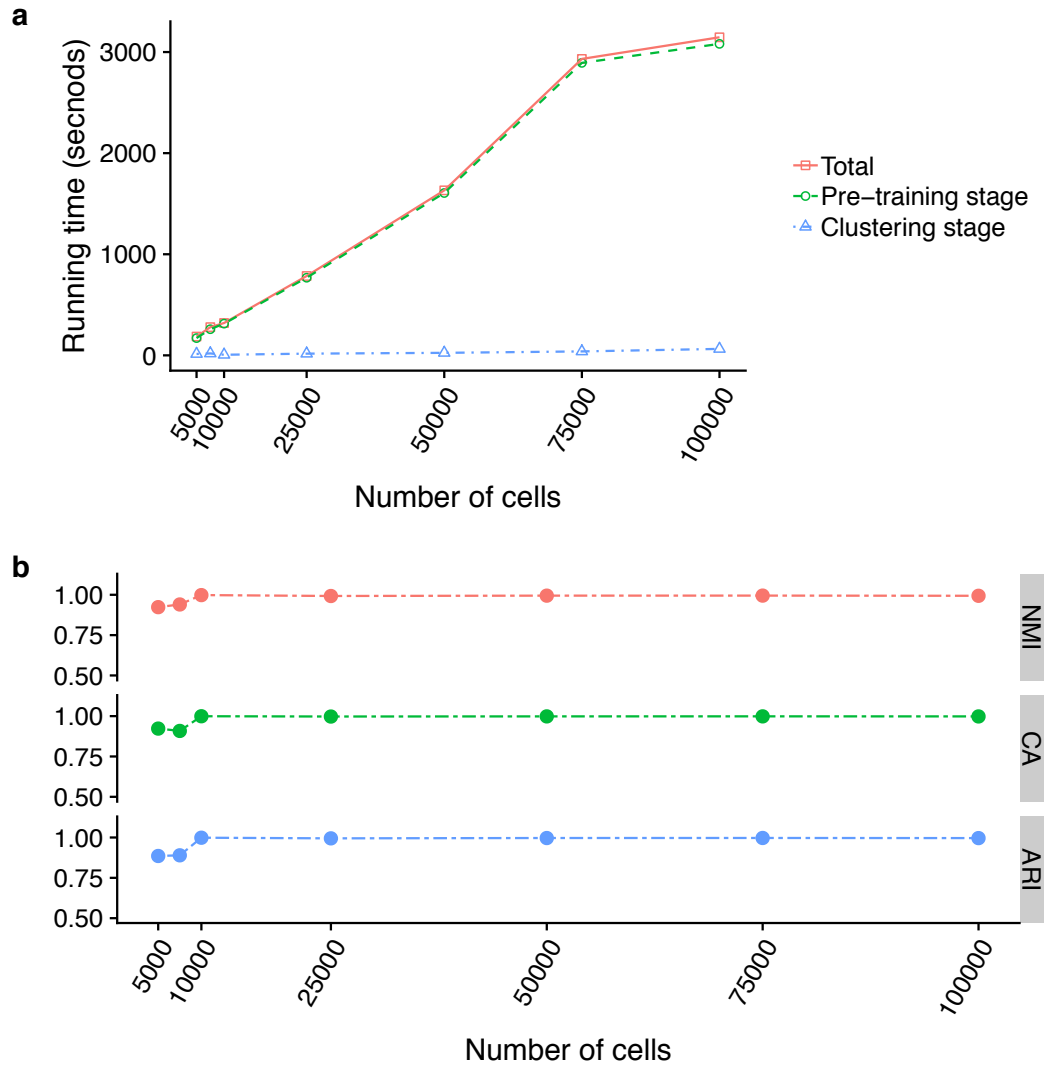 a
Running time (secnods)
3000
2000
1000
0
5000
10000
25000
50000
75000
100000
Number of cells
Total
Pre-training stage
Clustering stage
b
1.00
0.75
0.50
NMI
1.00
0.75
0.50
CA
1.00
0.75
0.50
ARI
5000
10000
25000
50000
75000
100000
Number of cells